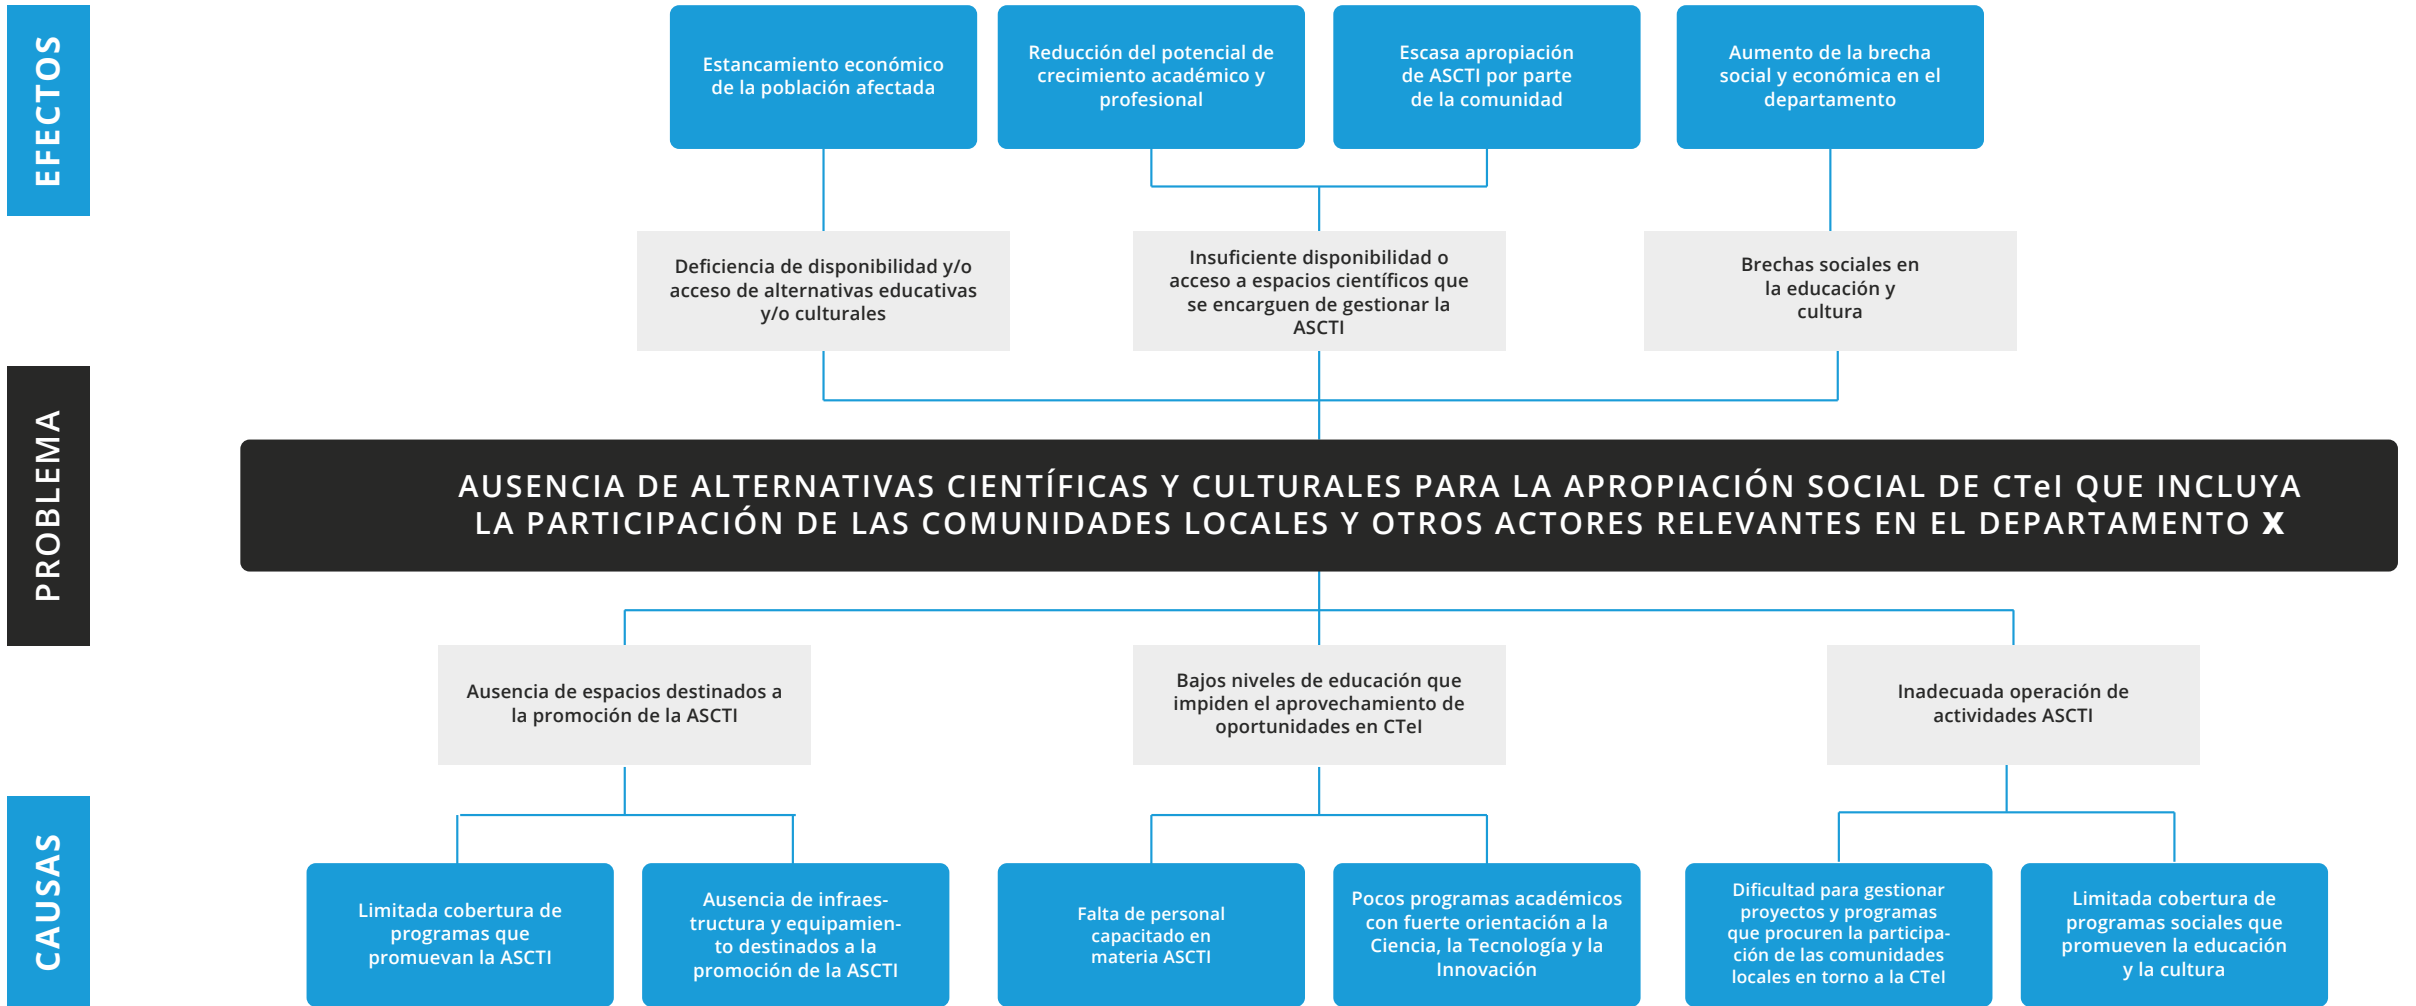 EFECTOS
Estancamiento económico
de la población afectada
Reducción del potencial de
crecimiento académico y
profesional
Escasa apropiación
de ASCTI por parte
de la comunidad
Aumento de la brecha
social y económica en el
departamento
Deficiencia de disponibilidad y/o
acceso de alternativas educativas
y/o culturales
Insuficiente disponibilidad o
acceso a espacios científicos que
se encarguen de gestionar la
ASCTI
Brechas sociales en
la educación y
cultura
PROBLEMA
AUSENCIA DE ALTERNATIVAS CIENTÍFICAS Y CULTURALES PARA LA APROPIACIÓN SOCIAL DE CTeI QUE INCLUYA
LA PARTICIPACIÓN DE LAS COMUNIDADES LOCALES Y OTROS ACTORES RELEVANTES EN EL DEPARTAMENTO X
Ausencia de espacios destinados a
la promoción de la ASCTI
Bajos niveles de educación que
impiden el aprovechamiento de
oportunidades en CTeI
Inadecuada operación de
actividades ASCTI
CAUSAS
Limitada cobertura de
programas que
promuevan la ASCTI
Ausencia de infraes-
tructura y equipamien-
to destinados a la
promoción de la ASCTI
Falta de personal
capacitado en
materia ASCTI
Pocos programas académicos
con fuerte orientación a la
Ciencia, la Tecnología y la
Innovación
Dificultad para gestionar
proyectos y programas
que procuren la participa-
ción de las comunidades
locales en torno a la CTeI
Limitada cobertura de
programas sociales que
promueven la educación
y la cultura